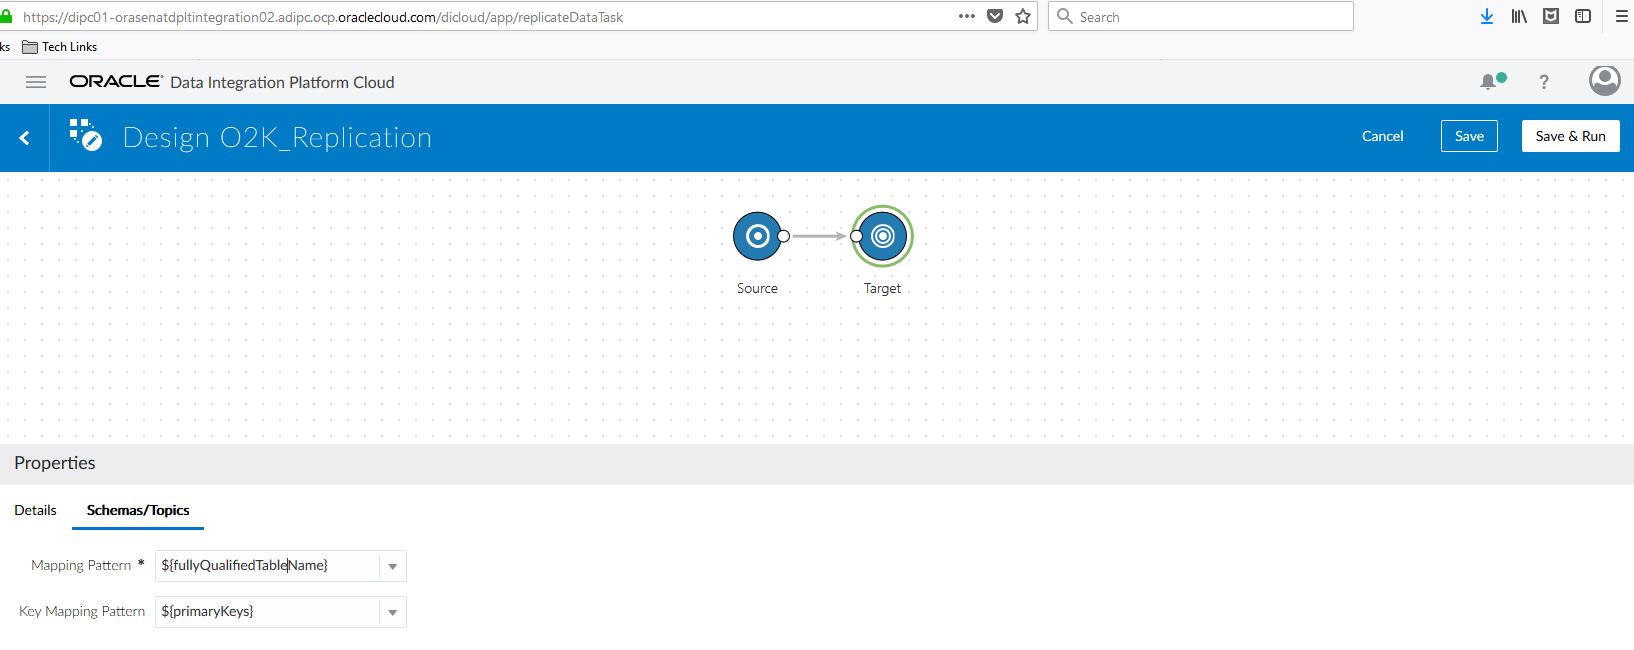 https://dipc01-orasenatdpltintegration02.adipc.ocp.oraclecloud.com/dicloud/app/replicateDataTask
Search
ks Tech Links
ORACLE Data Integration Platform Cloud
?
Design O2K_Replication
Cancel
Save
Save & Run
Source
Target
Properties
Details
Schemas/Topics
Mapping Pattern * ${fullyQualifiedTableName}
Key Mapping Pattern ${primaryKeys}